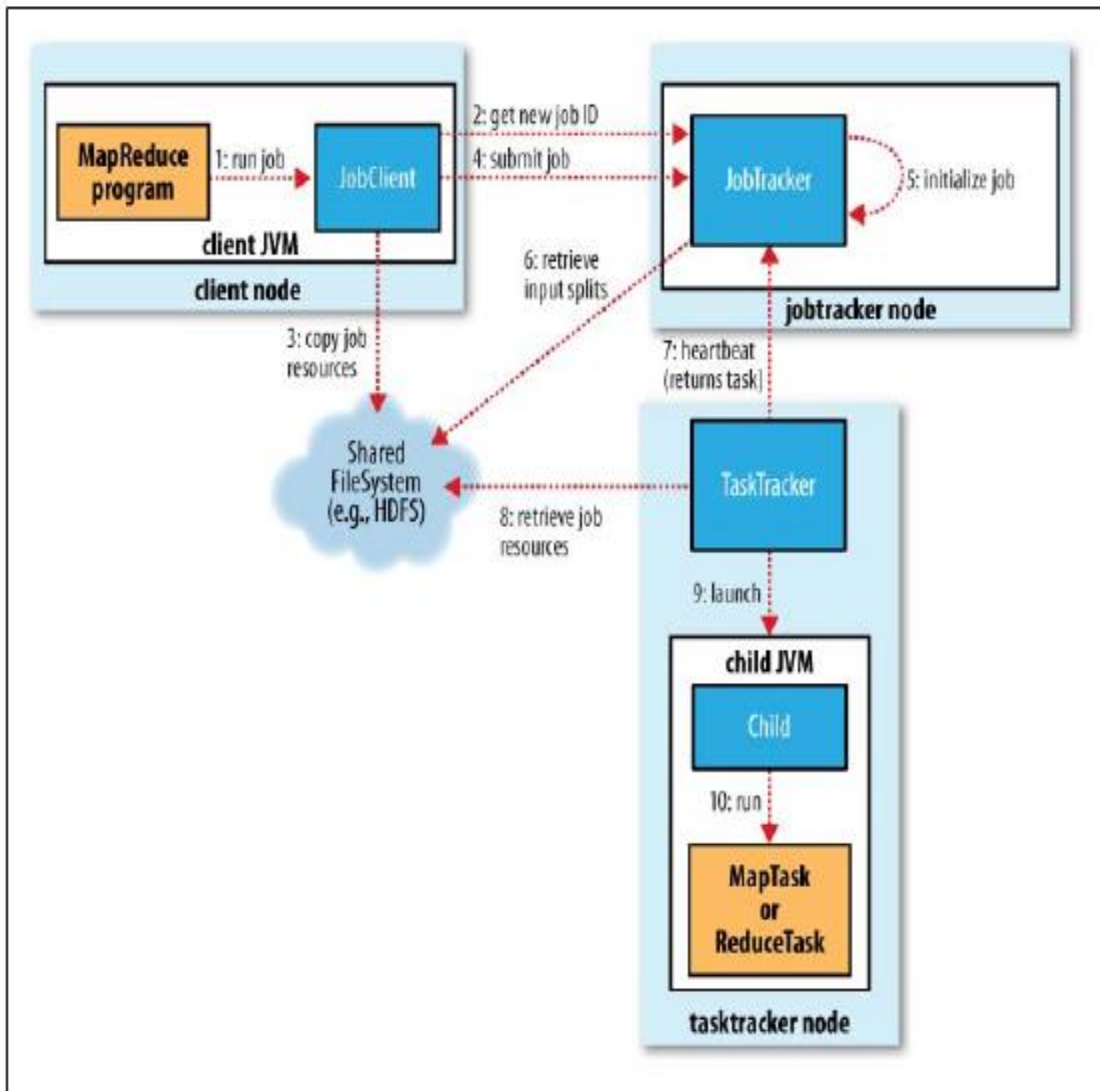 MapReduce
program
1: run job
JobClient
client JVM
client node
2: get new job ID
4: submit job
JobTracker
5: initialize job
jobtracker node
3: copy job
resources
6: retrieve
input splits
7: heartbeat
(returns task)
Shared
FileSystem
(e.g., HDFS)
8: retrieve job
resources
TaskTracker
9: launch
child JVM
Child
10: run
MapTask
or
ReduceTask
tasktracker node